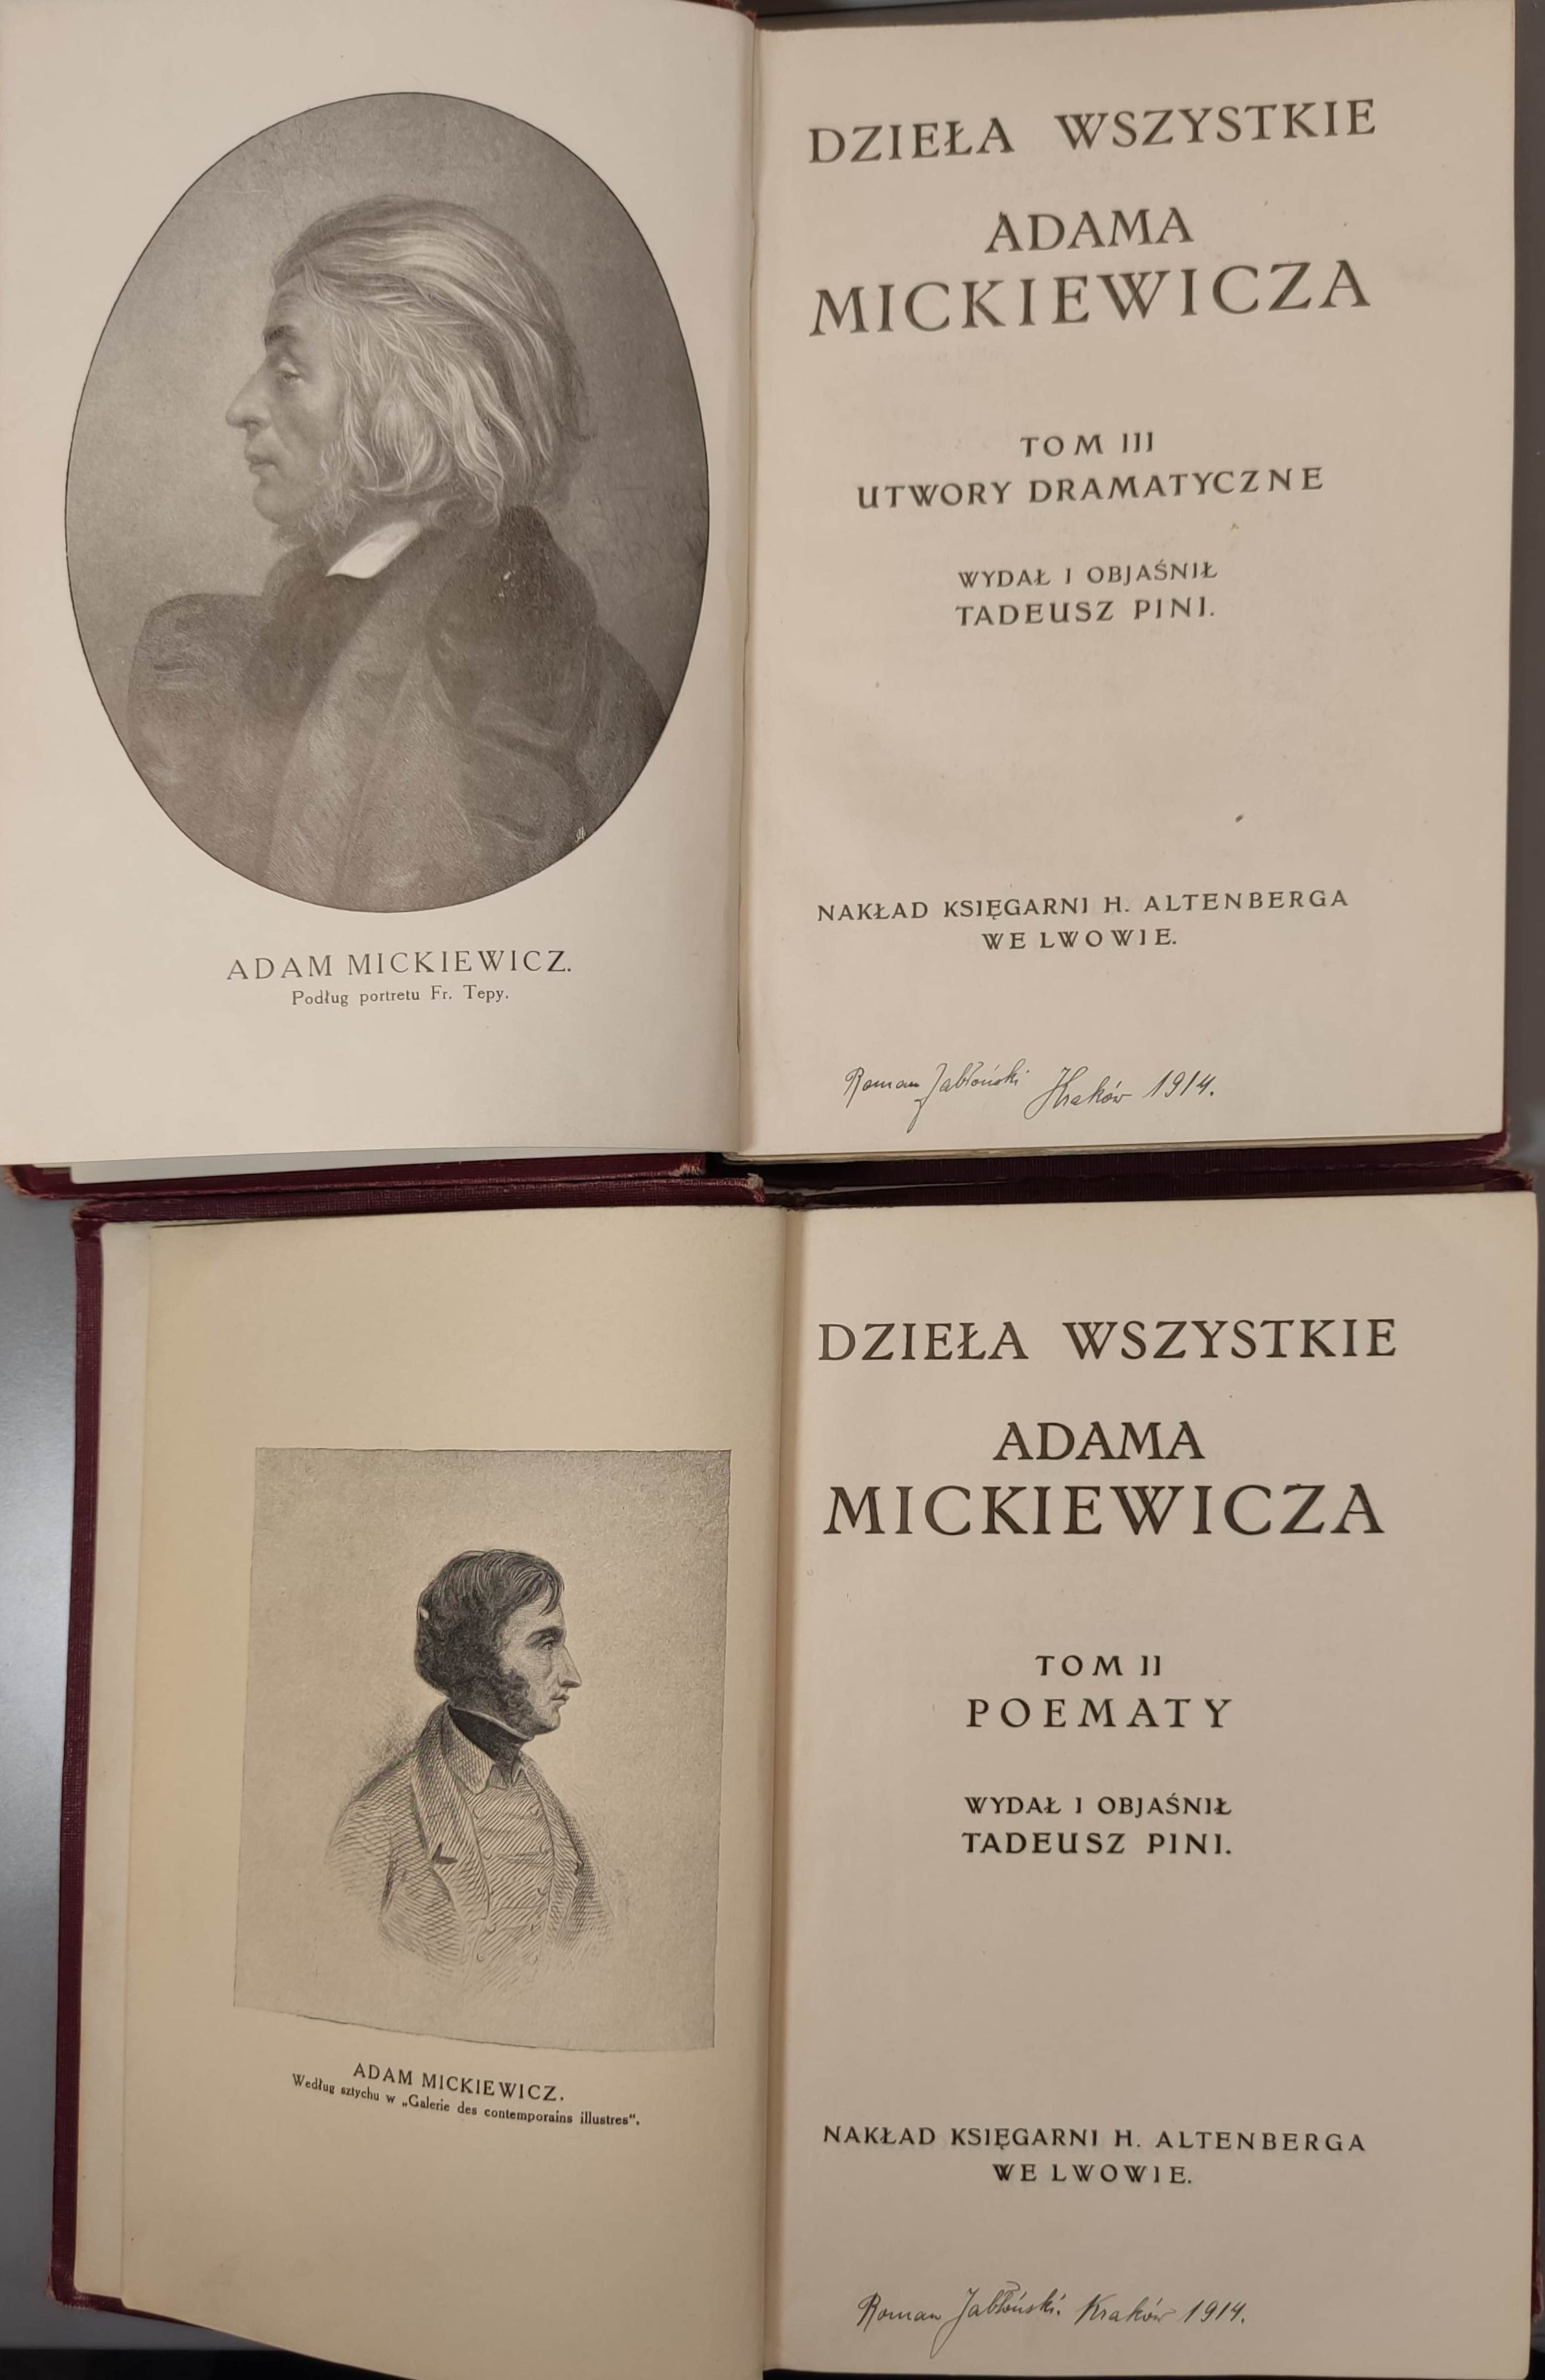 ADAM MICKIEWICZ.
Podług portretu Fr. Tepy.
DZIEŁA WSZYSTKIE
ADAMA
MICKIEWICZA
TOM III
UTWORY DRAMATYCZNE
WYDAŁ I OBJAŚNIŁ
TADEUSZ PINI.
NAKŁAD KSIĘGARNI H. ALTENBERGA
WE LWOWIE.
Roman Jabłoński Kraków 1914.
ADAM MICKIEWICZ.
Według sztychu w „Galerie des contemporains illustres“.
DZIEŁA WSZYSTKIE
ADAMA
MICKIEWICZA
TOM II
POEMATY
WYDAŁ I OBJAŚNIŁ
TADEUSZ PINI.
NAKŁAD KSIĘGARNI H. ALTENBERGA
WE LWOWIE.
Roman Jabłoński. Kraków 1914.